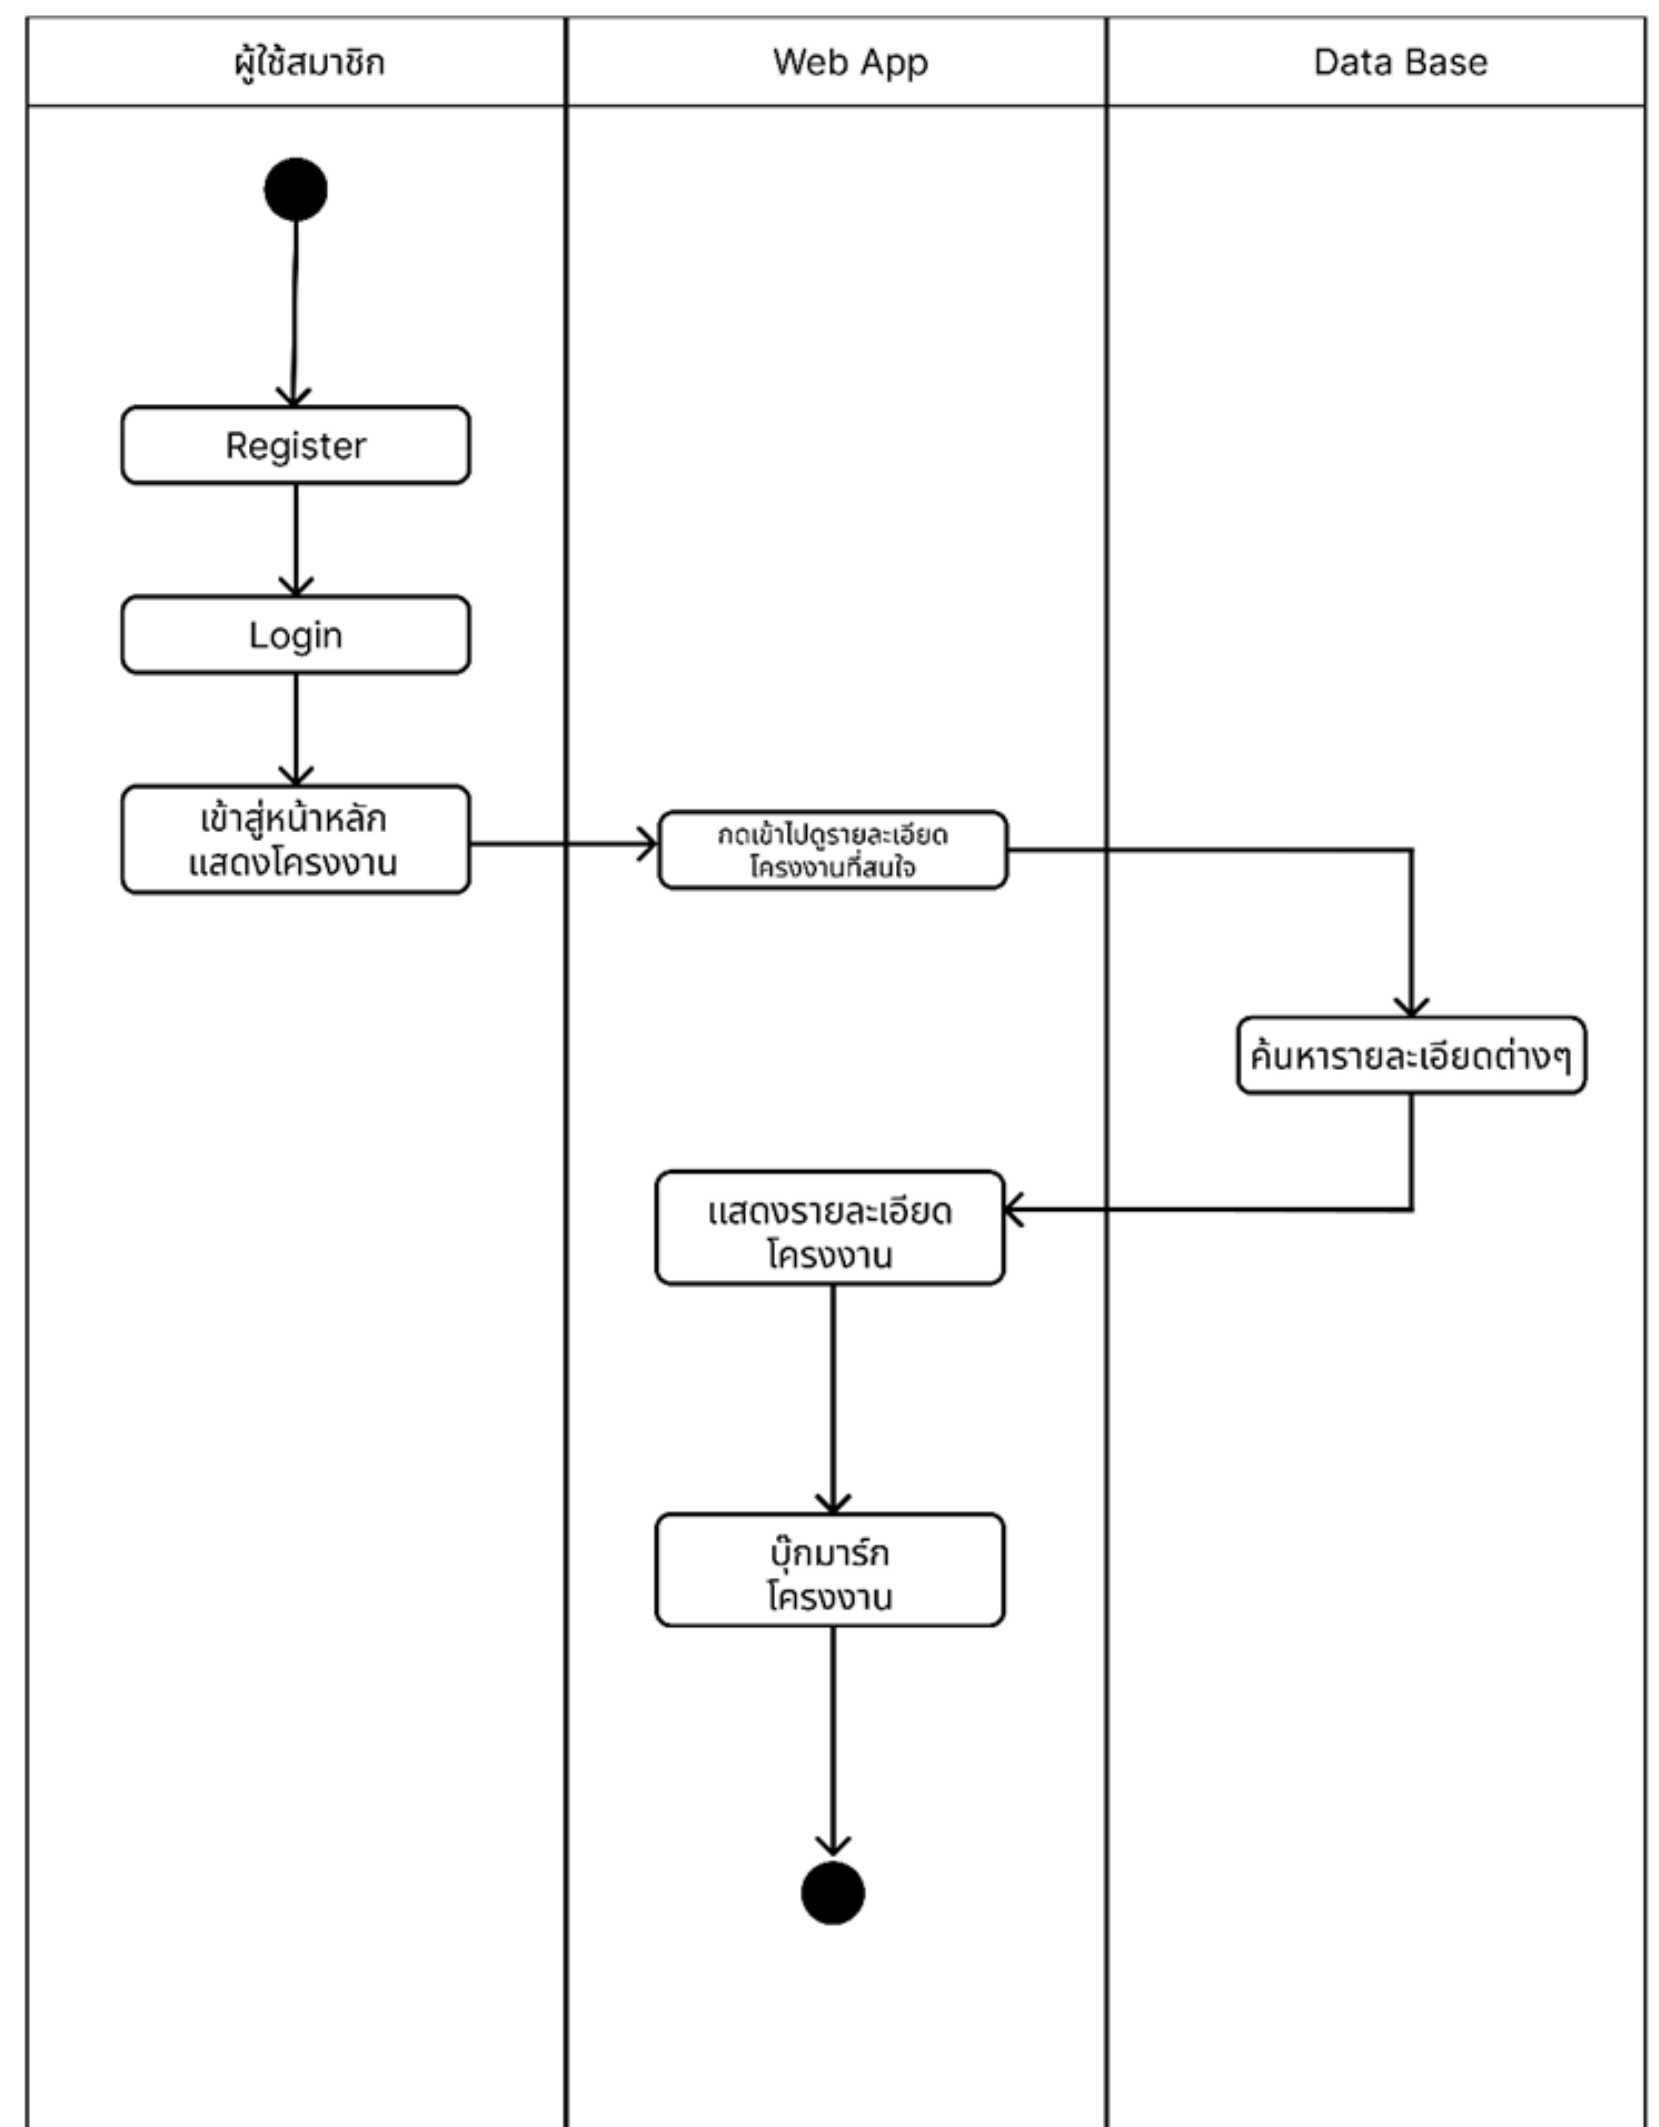 ผู้ใช้สมาชิก
Web App
Data Base
Register
Login
เข้าสู่หน้าหลัก
แสดงโครงงาน
กดเข้าไปดูรายละเอียด
โครงงานที่สนใจ
ค้นหารายละเอียดต่างๆ
แสดงรายละเอียด
โครงงาน
บุ๊กมาร์ก
โครงงาน